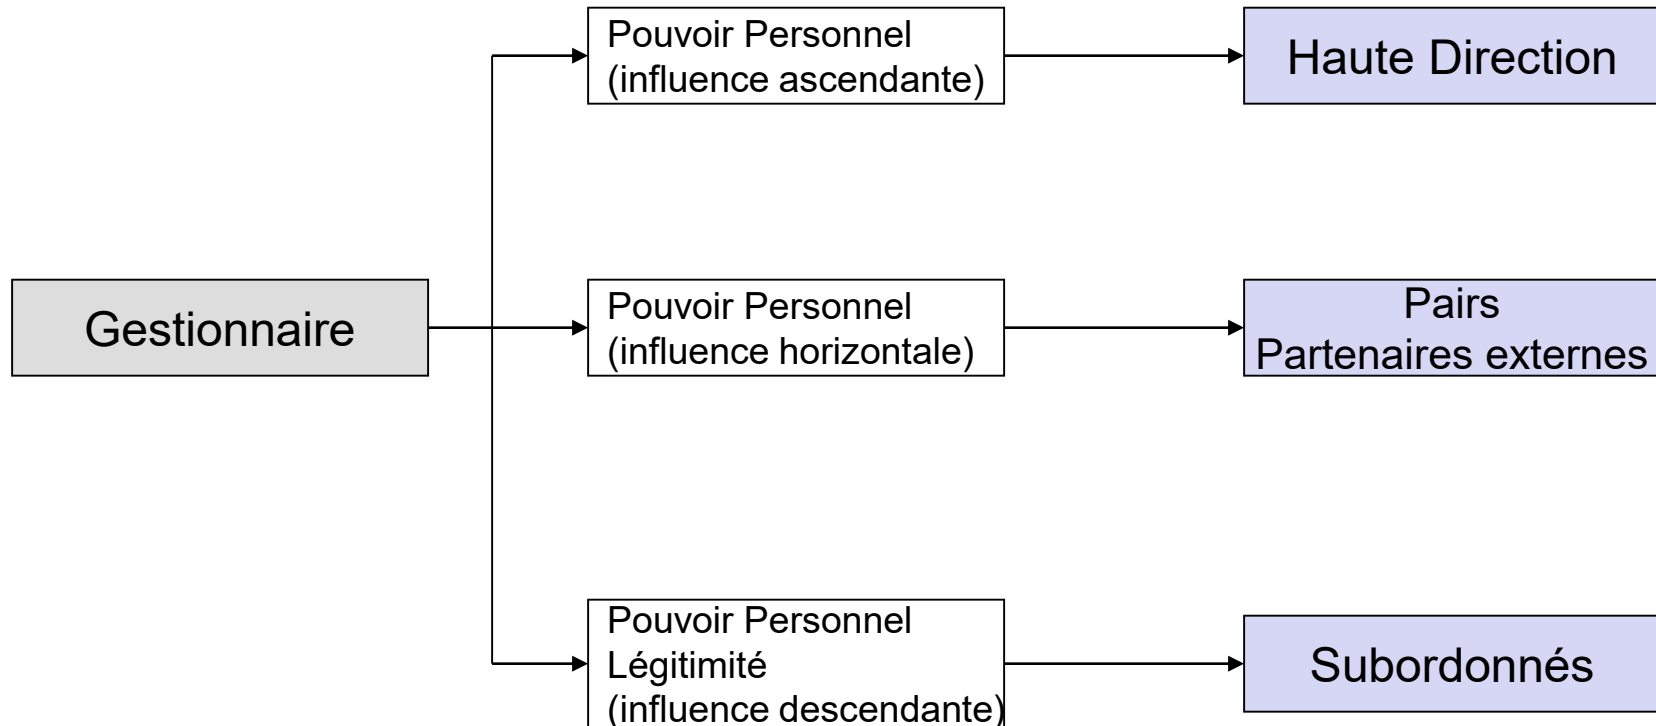 Pouvoir Personnel
(influence ascendante)
Haute Direction
Gestionnaire
Pouvoir Personnel
(influence horizontale)
Pairs
Partenaires externes
Pouvoir Personnel
Légitimité
(influence descendante)
Subordonnés